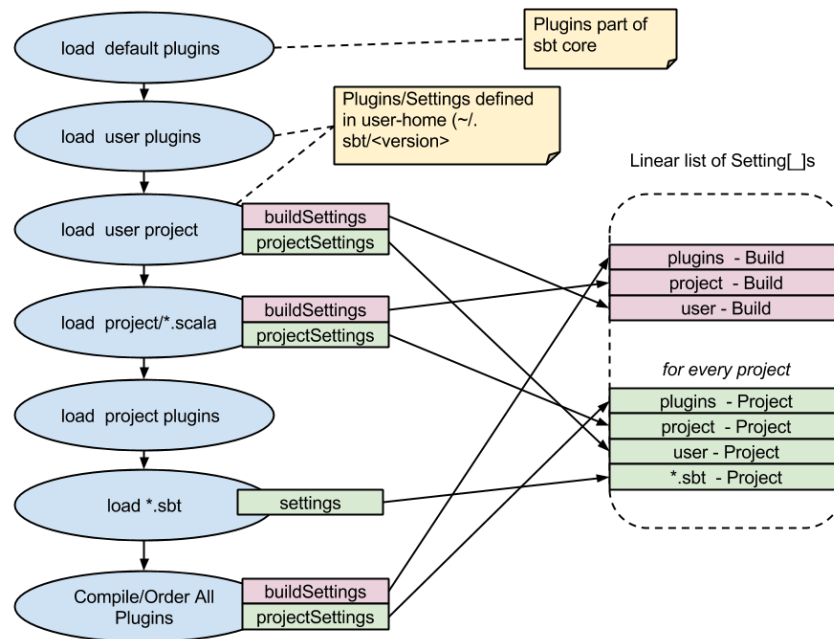 load default plugins
Plugins part of
sbt core
load user plugins
Plugins/Settings defined
in user-home (~/.
sbt/<version>
Linear list of Setting[_]s
load user project
buildSettings
projectSettings
load project/*.scala
buildSettings
projectSettings
load project plugins
load *.sbt
settings
Compile/Order All
Plugins
buildSettings
projectSettings
plugins - Build
project - Build
user - Build
for every project
plugins - Project
project - Project
user - Project
*.sbt - Project